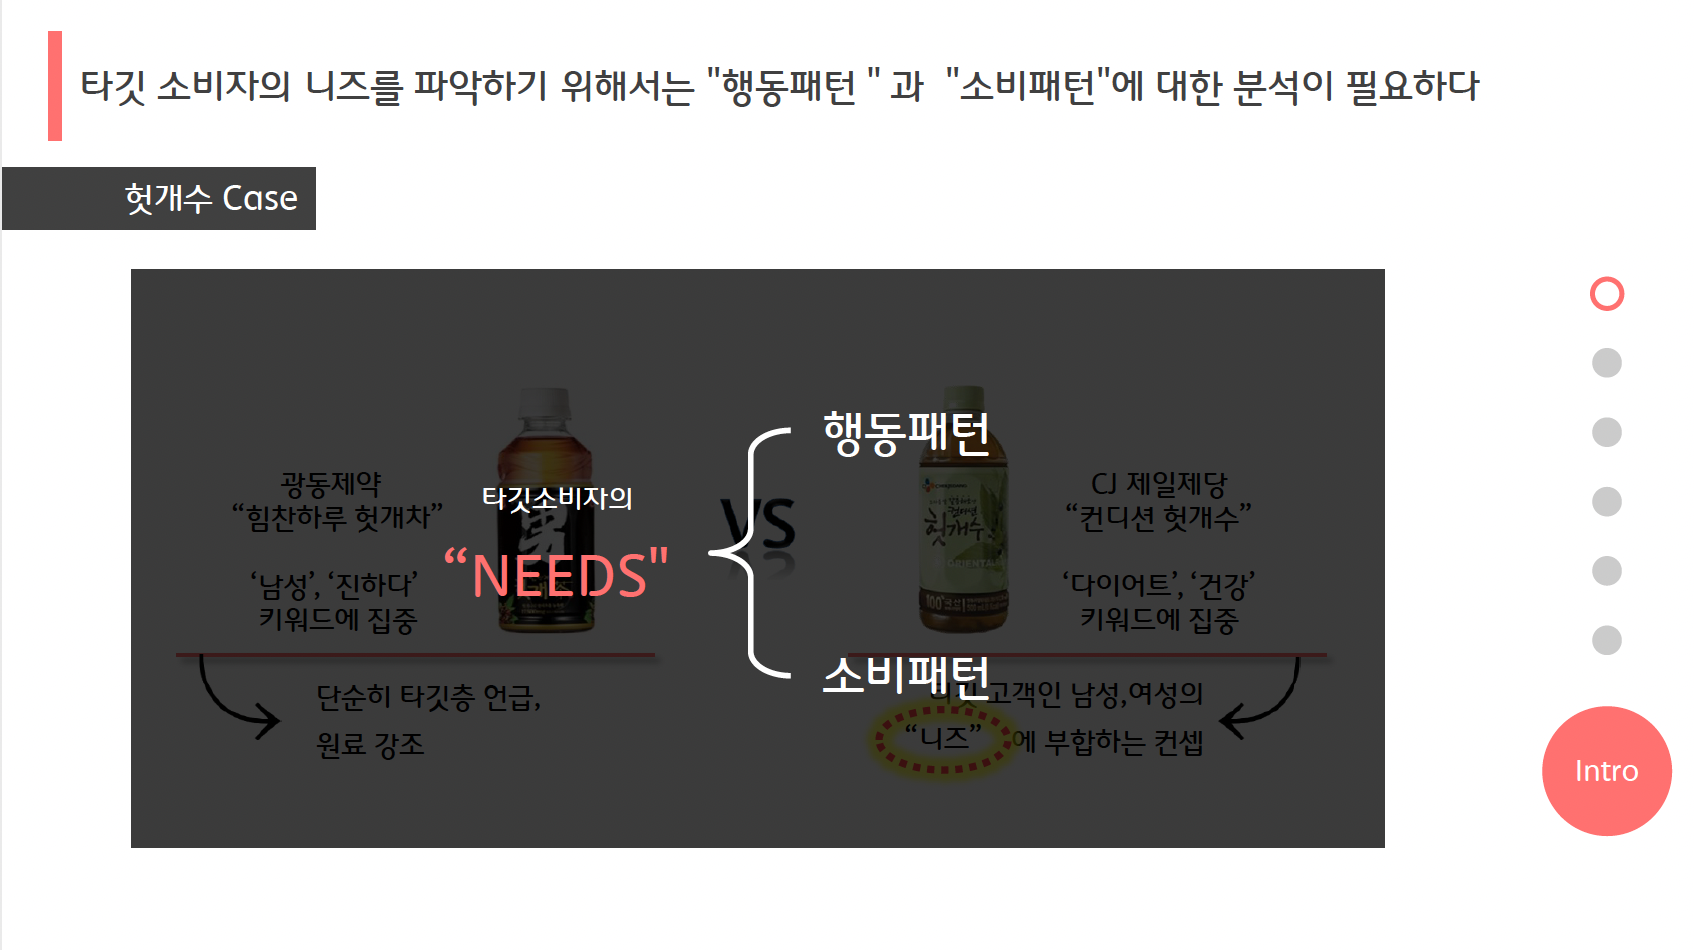 타깃 소비자의 니즈를 파악하기 위해서는 "행동패턴 " 과 "소비패턴"에 대한 분석이 필요하다
헛개수 Case
광동제약
“힘찬하루 헛개차”
‘남성’, ‘진하다’
키워드에 집중
단순히 타깃층 언급,
원료 강조
타깃소비자의
“NEEDS"
VS
행동패턴
소비패턴
헛개수
100%
CJ 제일제당
“컨디션 헛개수”
‘다이어트’, ‘건강’
키워드에 집중
타깃 고객인 남성,여성의
“니즈” 에 부합하는 컨셉
Intro